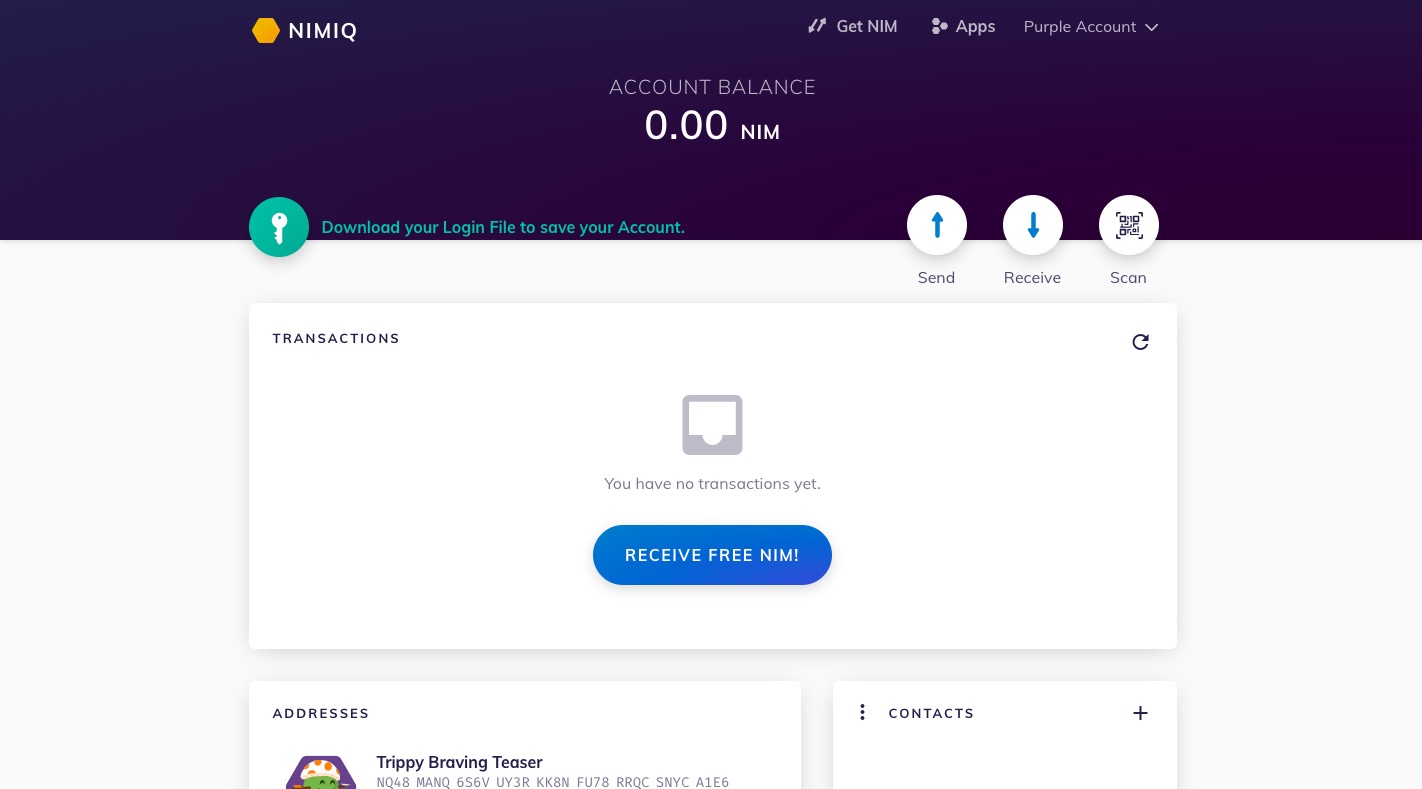 NIMIQ
Get NIM
Apps
Purple Account
ACCOUNT BALANCE
0.00 NIM
Download your Login File to save your Account.
Send
Receive
Scan
TRANSACTIONS
You have no transactions yet.
RECEIVE FREE NIM!
ADDRESSES
Trippy Braving Teaser
NQ48 MANQ 6S6V UY3R KK8N FU78 RRQC SNYC A1E6
CONTACTS